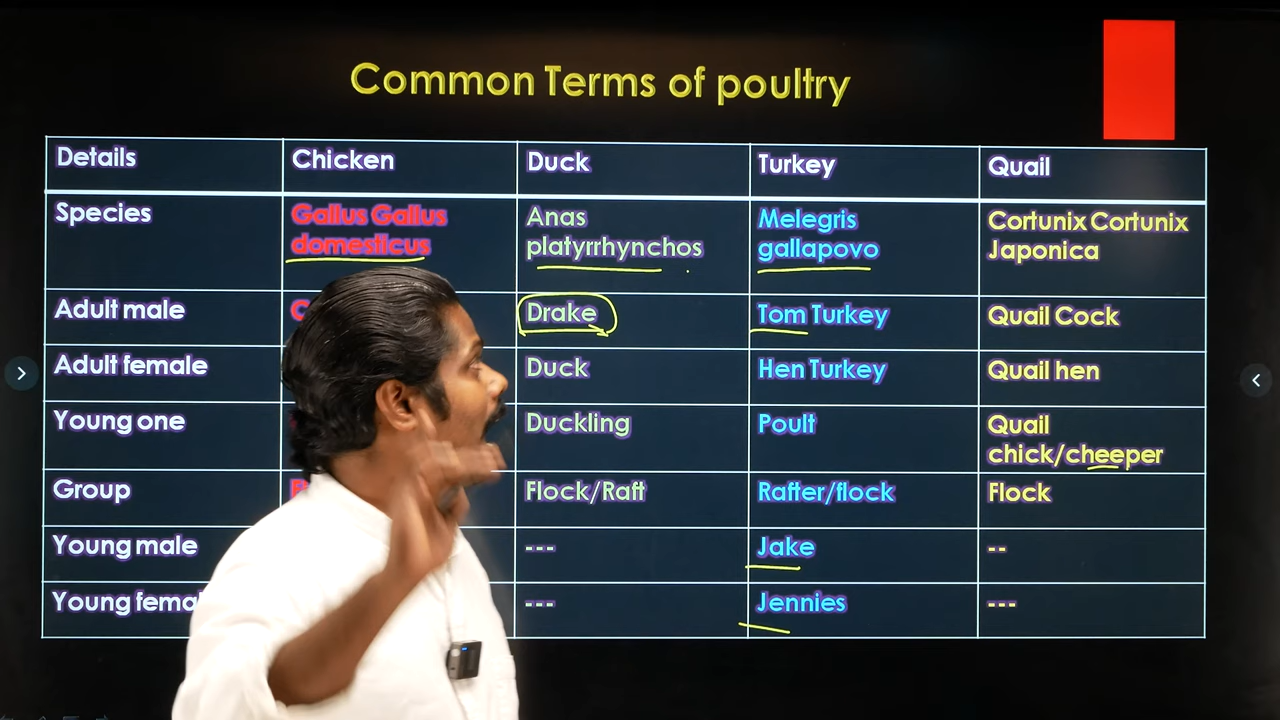 Common Terms of poultry
Details Chicken Duck Turkey Quail
Species Gallus Gallus domesticus Anas platyrrhynchos Melegris gallapovo Cortunix Cortunix Japonica
Adult male Drake Tom Turkey Quail Cock
Adult female Duck Hen Turkey Quail hen
Young one Duckling Poult Quail chick/cheeper
Group Flock/Raft Rafter/flock Flock
Young male --- Jake --
Young --- Jennies ---